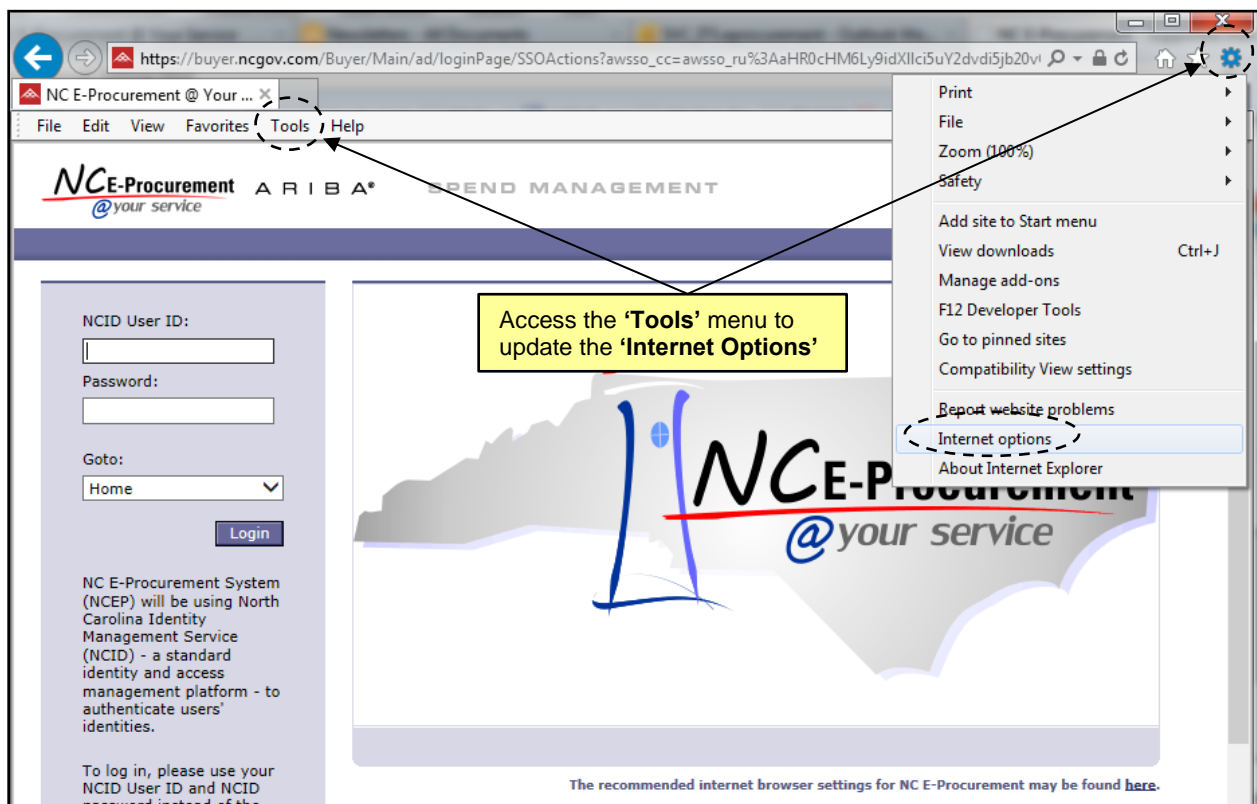 https://buyer.ncgov.com/Buyer/Main/ad/loginPage/SSOActions?awsso_cc=awsso_ru%3AaHR0cHM6Ly9idXllci5uY2dvdi5jb20v
NC E-Procurement @ Your ...
File Edit View Favorites Tools Help
NCE-Procurement ARIBA® SPEND MANAGEMENT
@your service
Print
File
Zoom (100%)
Safety
Add site to Start menu
View downloads Ctrl+J
Manage add-ons
F12 Developer Tools
Go to pinned sites
Compatibility View settings
Report website problems
Internet options
About Internet Explorer
Access the ‘Tools’ menu to
update the ‘Internet Options’
NCID User ID:
Password:
Goto:
Home
Login
NC E-Procurement System
(NCEP) will be using North
Carolina Identity
Management Service
(NCID) - a standard
identity and access
management platform - to
authenticate users'
identities.
To log in, please use your
NCID User ID and NCID
password instead of the
NCE-Procurement
@your service
The recommended internet browser settings for NC E-Procurement may be found here.